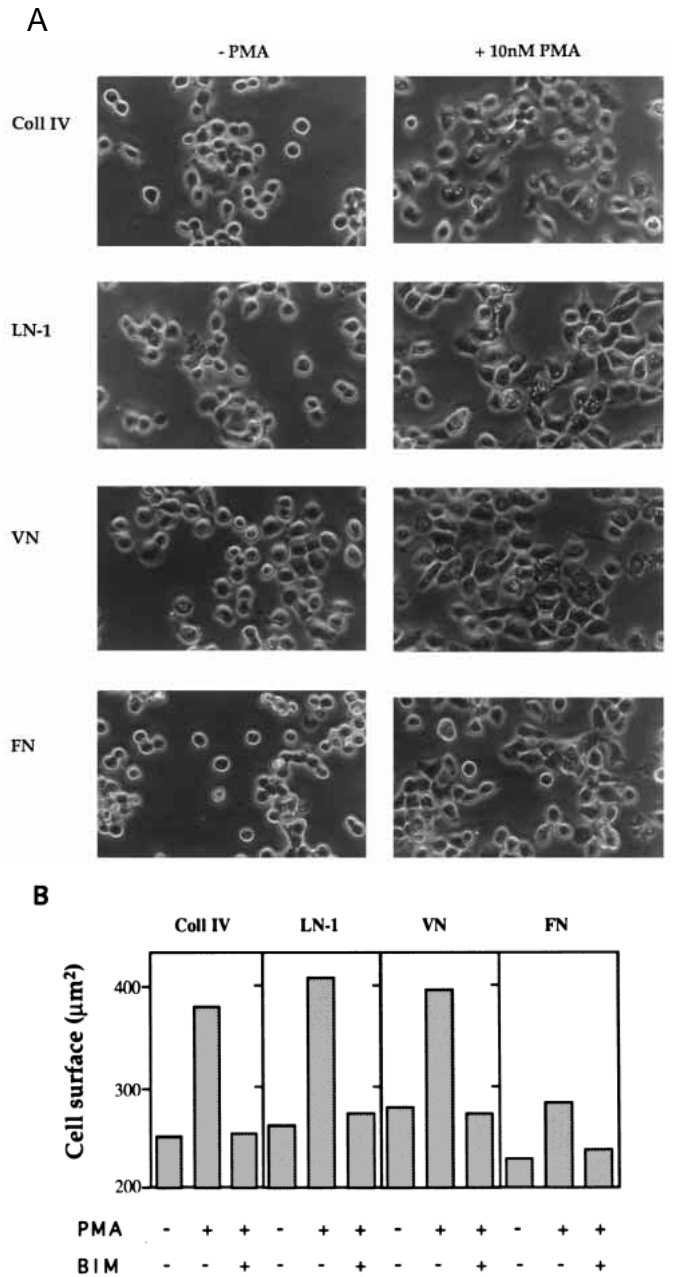 A
- PMA + 10nM PMA
Coll IV
LN-1
VN
FN
B
Coll IV LN-1 VN FN
Cell surface (μm²)
400
300
200
PMA - + + - + + - + + - + +
BIM - - + - - + - - + - - +